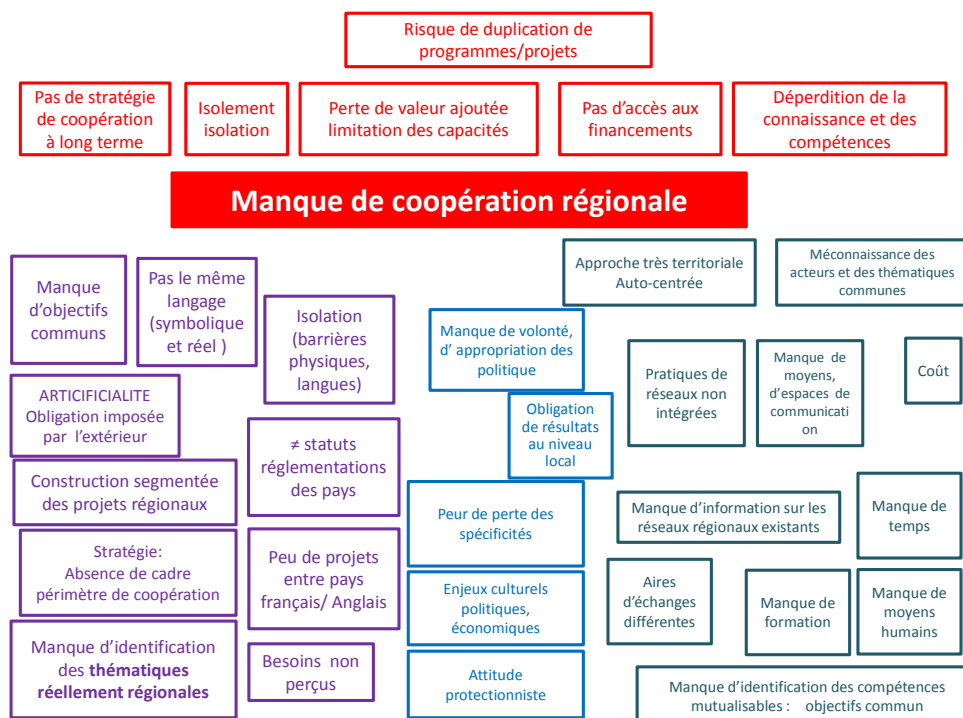 Risque de duplication de
programmes/projets
Pas de stratégie
de coopération
à long terme
Isolement
isolation
Perte de valeur ajoutée
limitation des capacités
Pas d'accès aux
financements
Déperdition de la
connaissance et des
compétences
Manque de coopération régionale
Manque
d'objectifs
communs
Pas le même
langage
(symbolique
et réel )
Isolation
(barrières
physiques,
langues)
ARTICIFICIALITE
Obligation imposée
par l'extérieur
≠ statuts
réglementations
des pays
Construction segmentée
des projets régionaux
Stratégie:
Absence de cadre
périmètre de coopération
Peu de projets
entre pays
français/ Anglais
Manque d'identification
des thématiques
réellement régionales
Besoins non
perçus
Manque de volonté,
d' appropriation des
politique
Obligation
de résultats
au niveau
local
Peur de perte des
spécificités
Enjeux culturels
politiques,
économiques
Attitude
protectionniste
Approche très territoriale
Auto-centrée
Méconnaissance des
acteurs et des thématiques
communes
Pratiques de
réseaux non
intégrées
Manque de
moyens,
d'espaces de
communicati
on
Coût
Manque d'information sur les
réseaux régionaux existants
Manque de
temps
Aires
d'échanges
différentes
Manque de
formation
Manque de
moyens
humains
Manque d'identification des compétences
mutualisables : objectifs commun